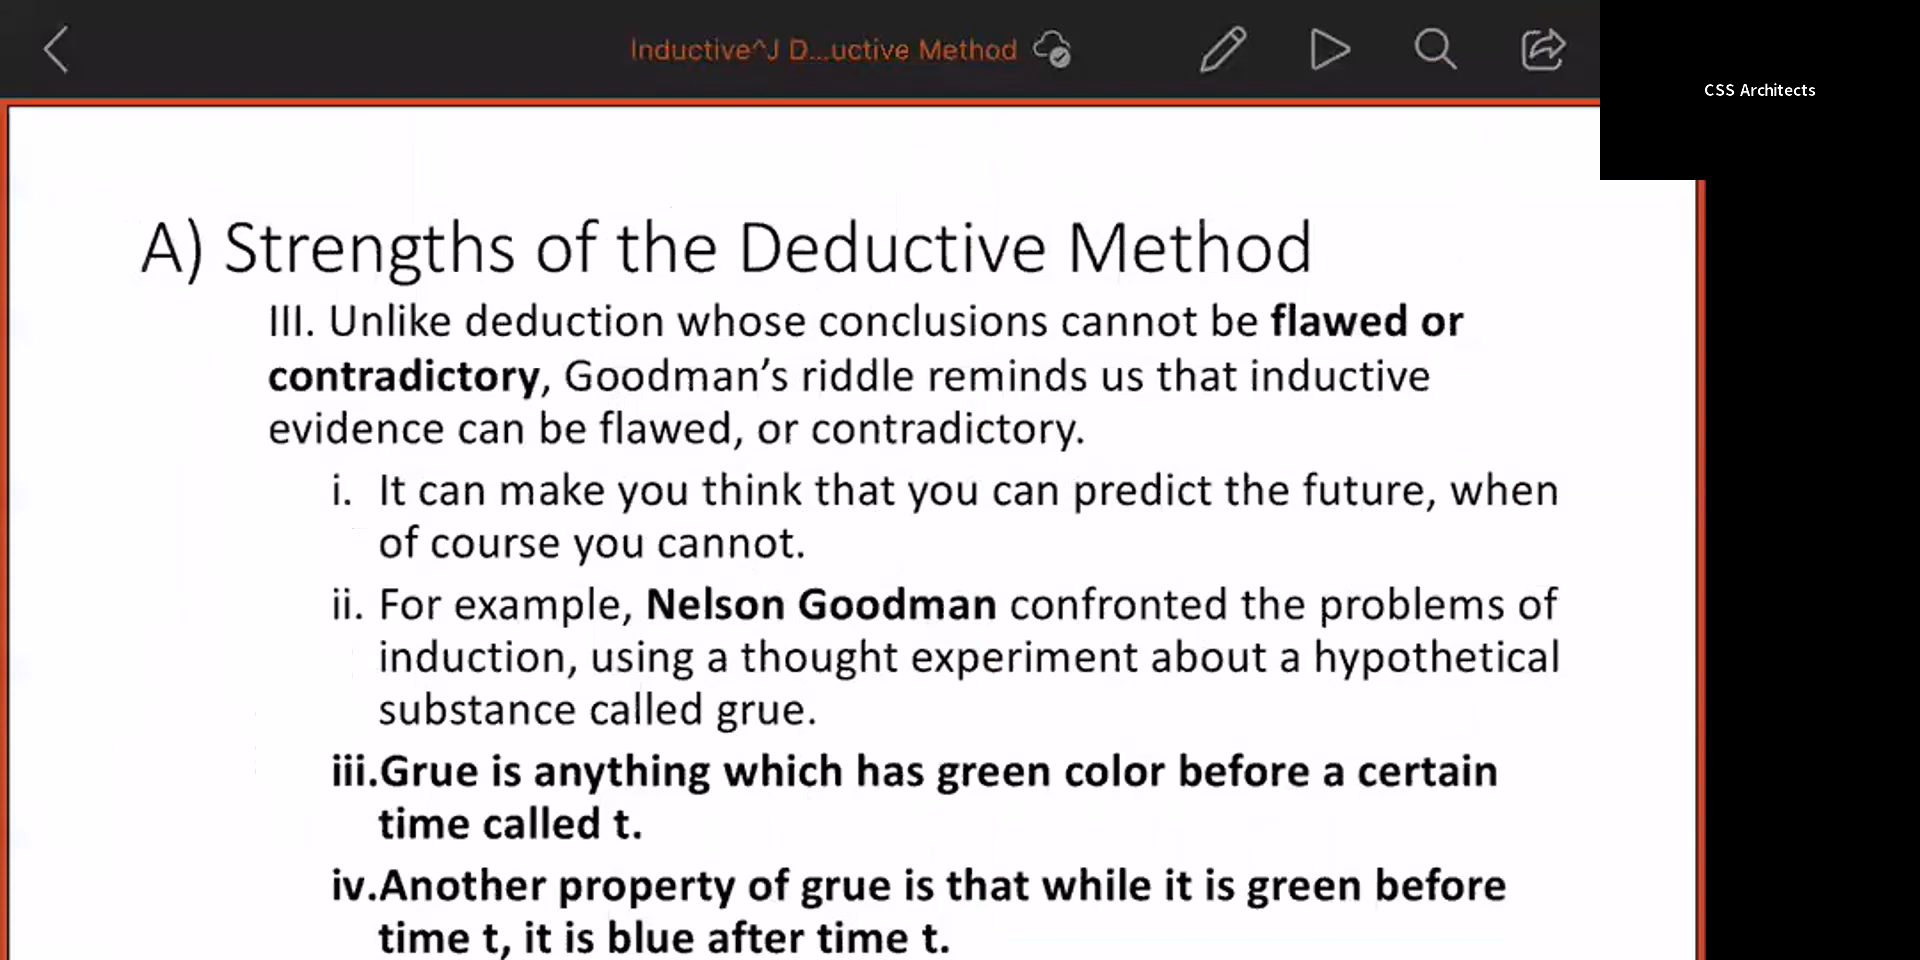 Inductive^J D...uctive Method
CSS Architects
A) Strengths of the Deductive Method
III. Unlike deduction whose conclusions cannot be flawed or
contradictory, Goodman’s riddle reminds us that inductive
evidence can be flawed, or contradictory.
i. It can make you think that you can predict the future, when
of course you cannot.
ii. For example, Nelson Goodman confronted the problems of
induction, using a thought experiment about a hypothetical
substance called grue.
iii.Grue is anything which has green color before a certain
time called t.
iv.Another property of grue is that while it is green before
time t, it is blue after time t.